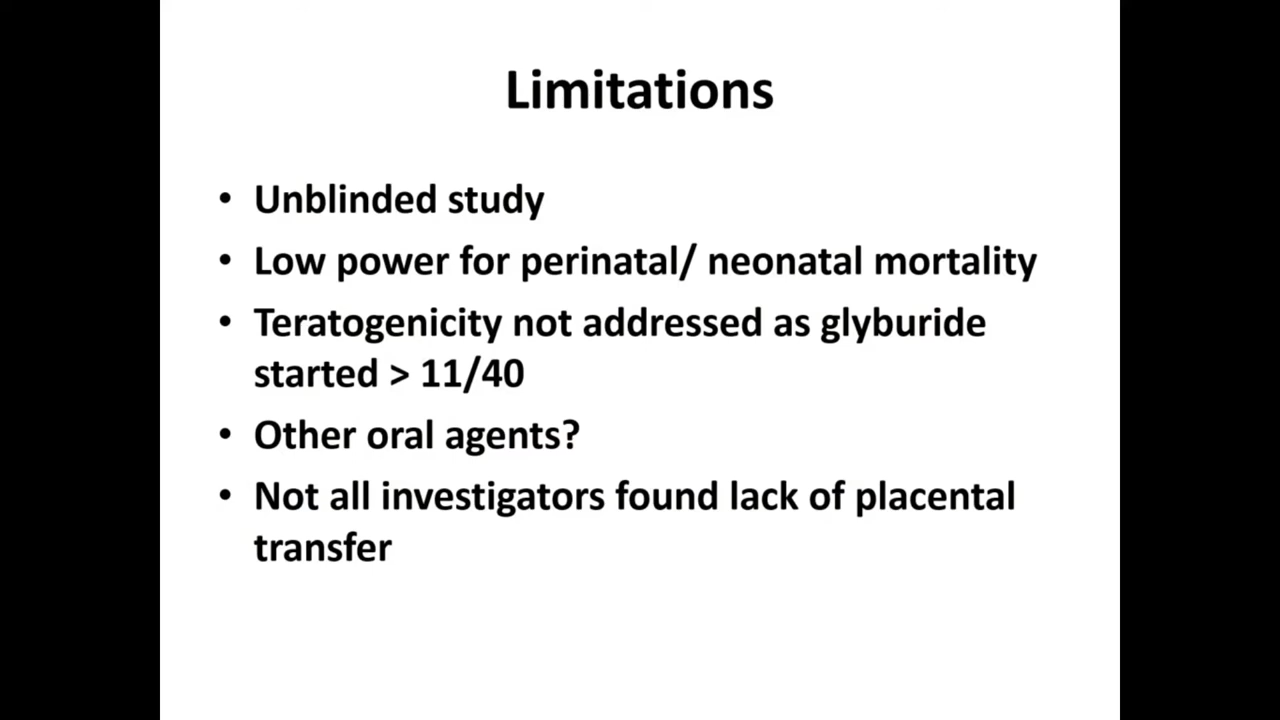 Limitations
• Unblinded study
• Low power for perinatal/ neonatal mortality
• Teratogenicity not addressed as glyburide
started > 11/40
• Other oral agents?
• Not all investigators found lack of placental
transfer